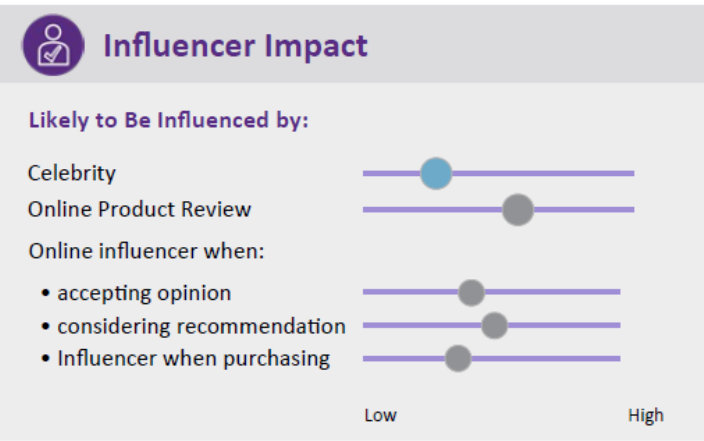 Influencer Impact
Likely to Be Influenced by:
Celebrity
Online Product Review
Online influencer when:
• accepting opinion
• considering recommendation
• Influencer when purchasing
Low High